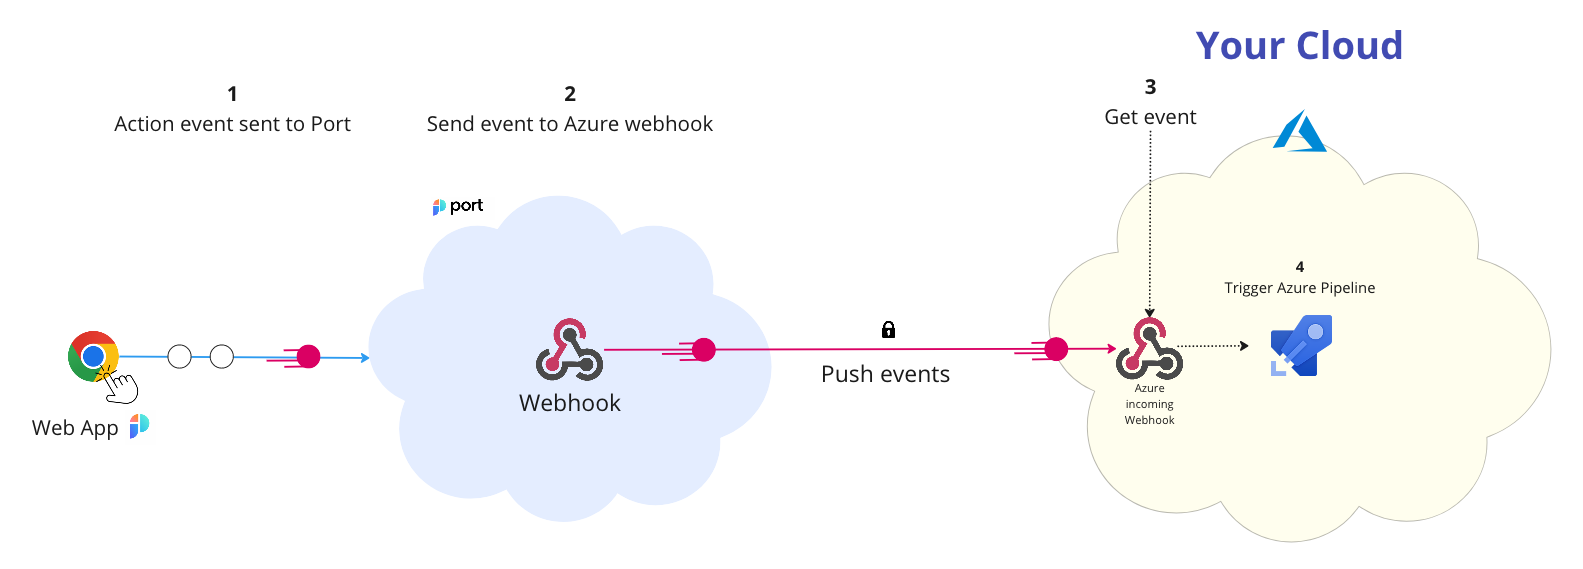 Your Cloud
1
Action event sent to Port
2
Send event to Azure webhook
3
Get event
port
4
Trigger Azure Pipeline
Web App
Webhook
Push events
Azure
incoming
Webhook